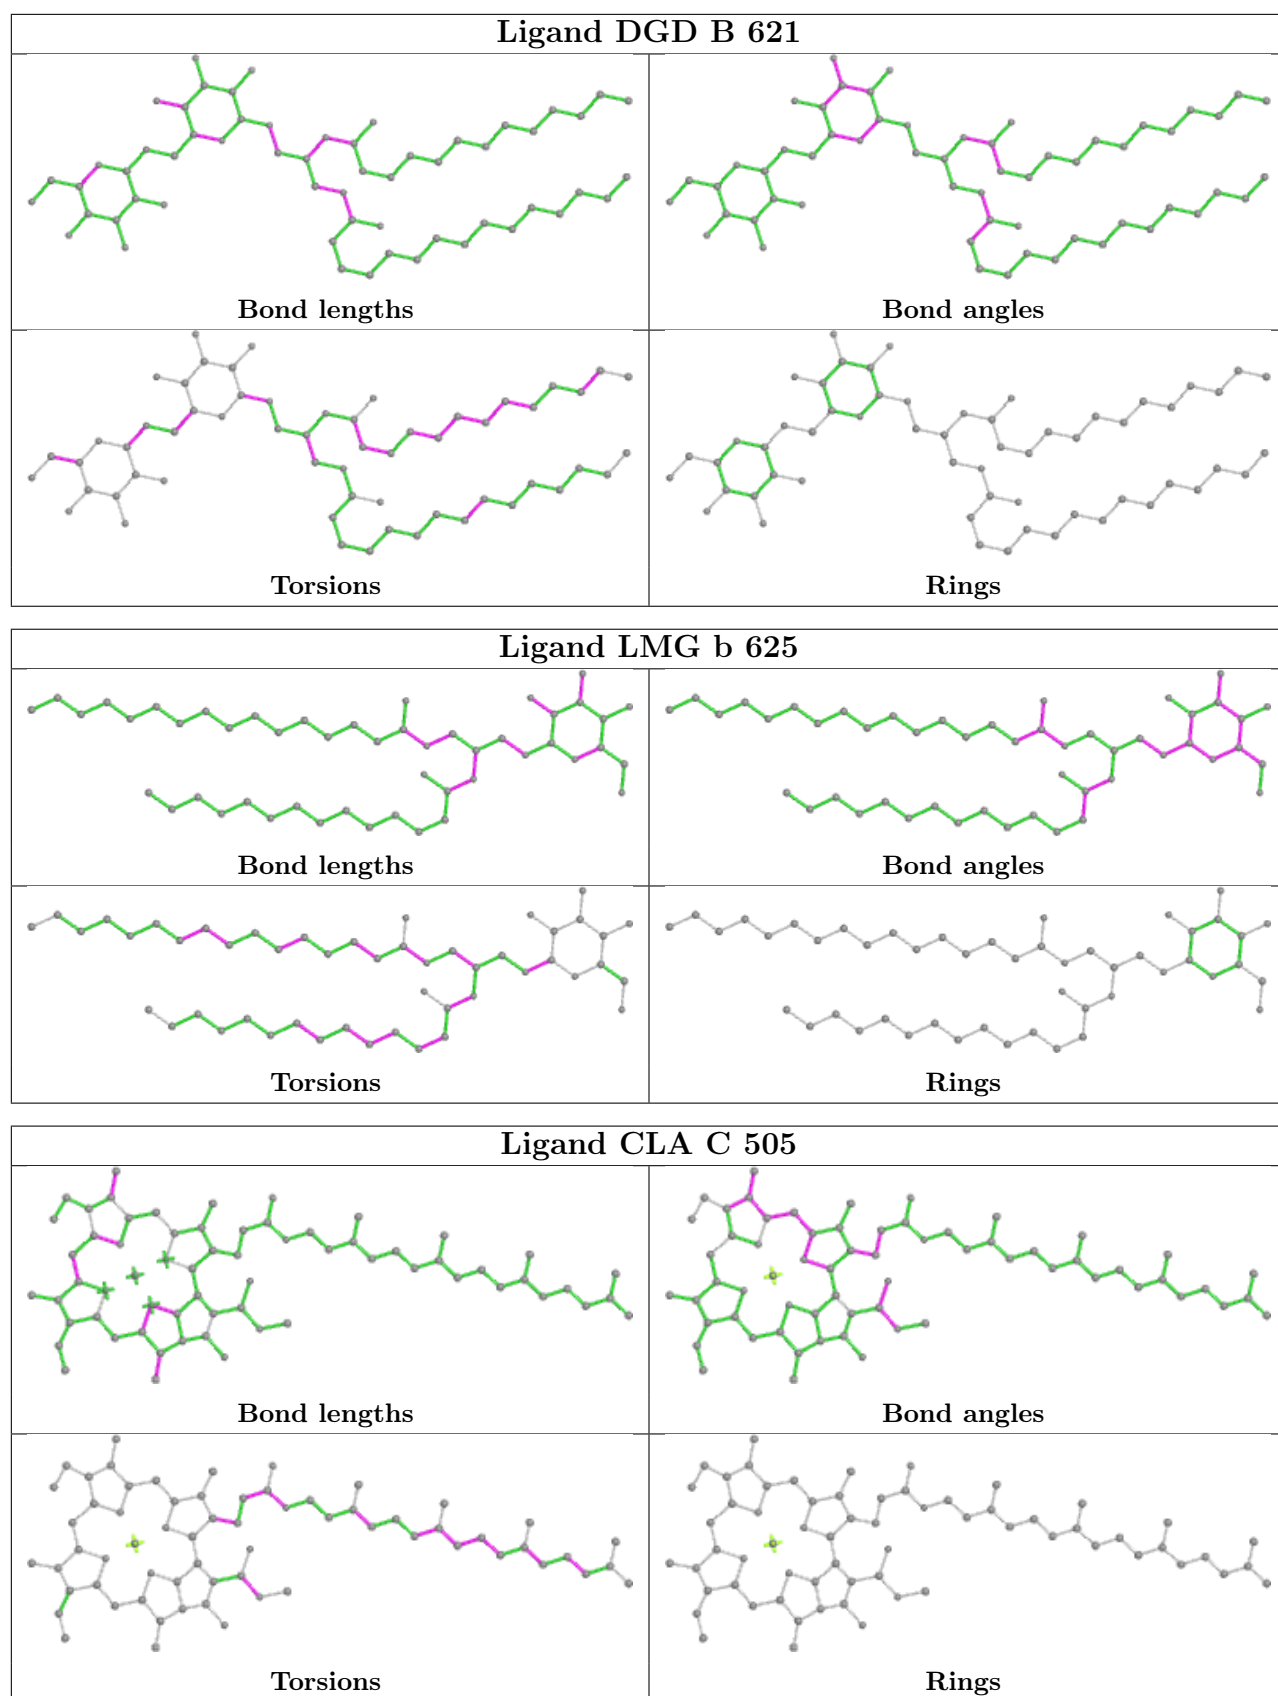 Ligand DGD B 621
Bond lengths
Bond angles
Torsions
Rings
Ligand LMG b 625
Bond lengths
Bond angles
Torsions
Rings
Ligand CLA C 505
Bond lengths
Bond angles
Torsions
Rings